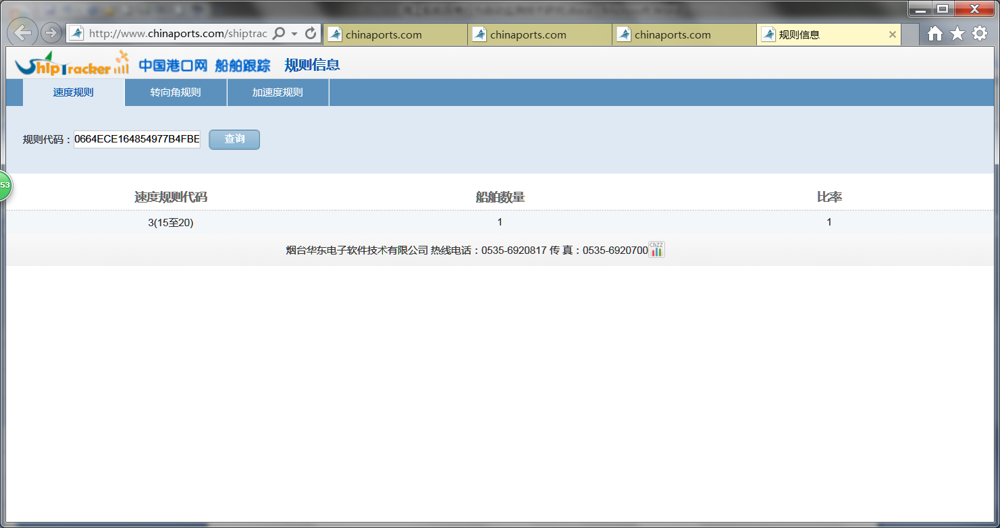 http://www.chinaports.com/shiptrac
chinaports.com
chinaports.com
chinaports.com
规则信息
ShipTracker 中国港口网 船舶跟踪 规则信息
速度规则 转向角规则 加速度规则
规则代码：0664ECE164854977B4FBE 查询
53
速度规则代码 船舶数量 比率
3(15至20) 1 1
烟台华东电子软件技术有限公司 热线电话：0535-6920817 传 真：0535-6920700